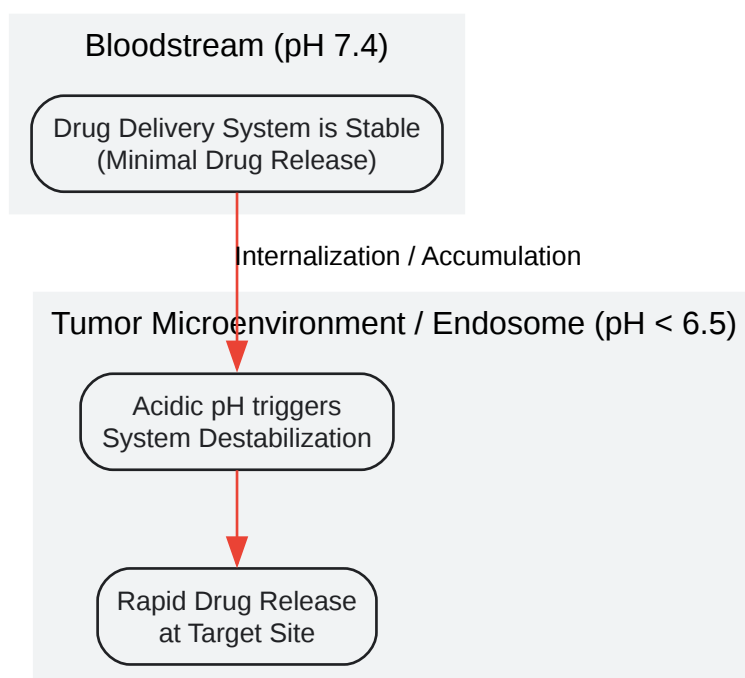 Bloodstream (pH 7.4)
Drug Delivery System is Stable
(Minimal Drug Release)
Internalization / Accumulation
Tumor Microenvironment / Endosome (pH < 6.5)
Acidic pH triggers
System Destabilization
Rapid Drug Release
at Target Site